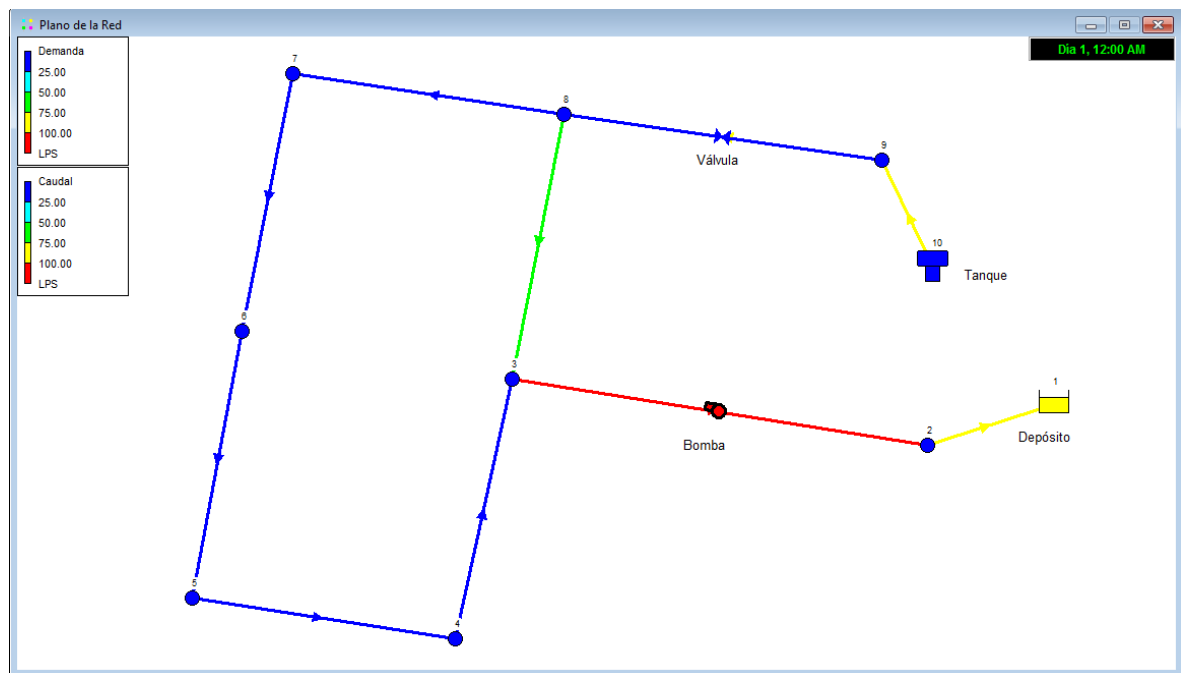 Plano de la Red
Dia 1, 12:00 AM
Demanda
25.00
50.00
75.00
100.00
LPS
Caudal
25.00
50.00
75.00
100.00
LPS
7
8
Válvula
9
10
Tanque
6
3
1
Bomba
2
Depósito
5
4